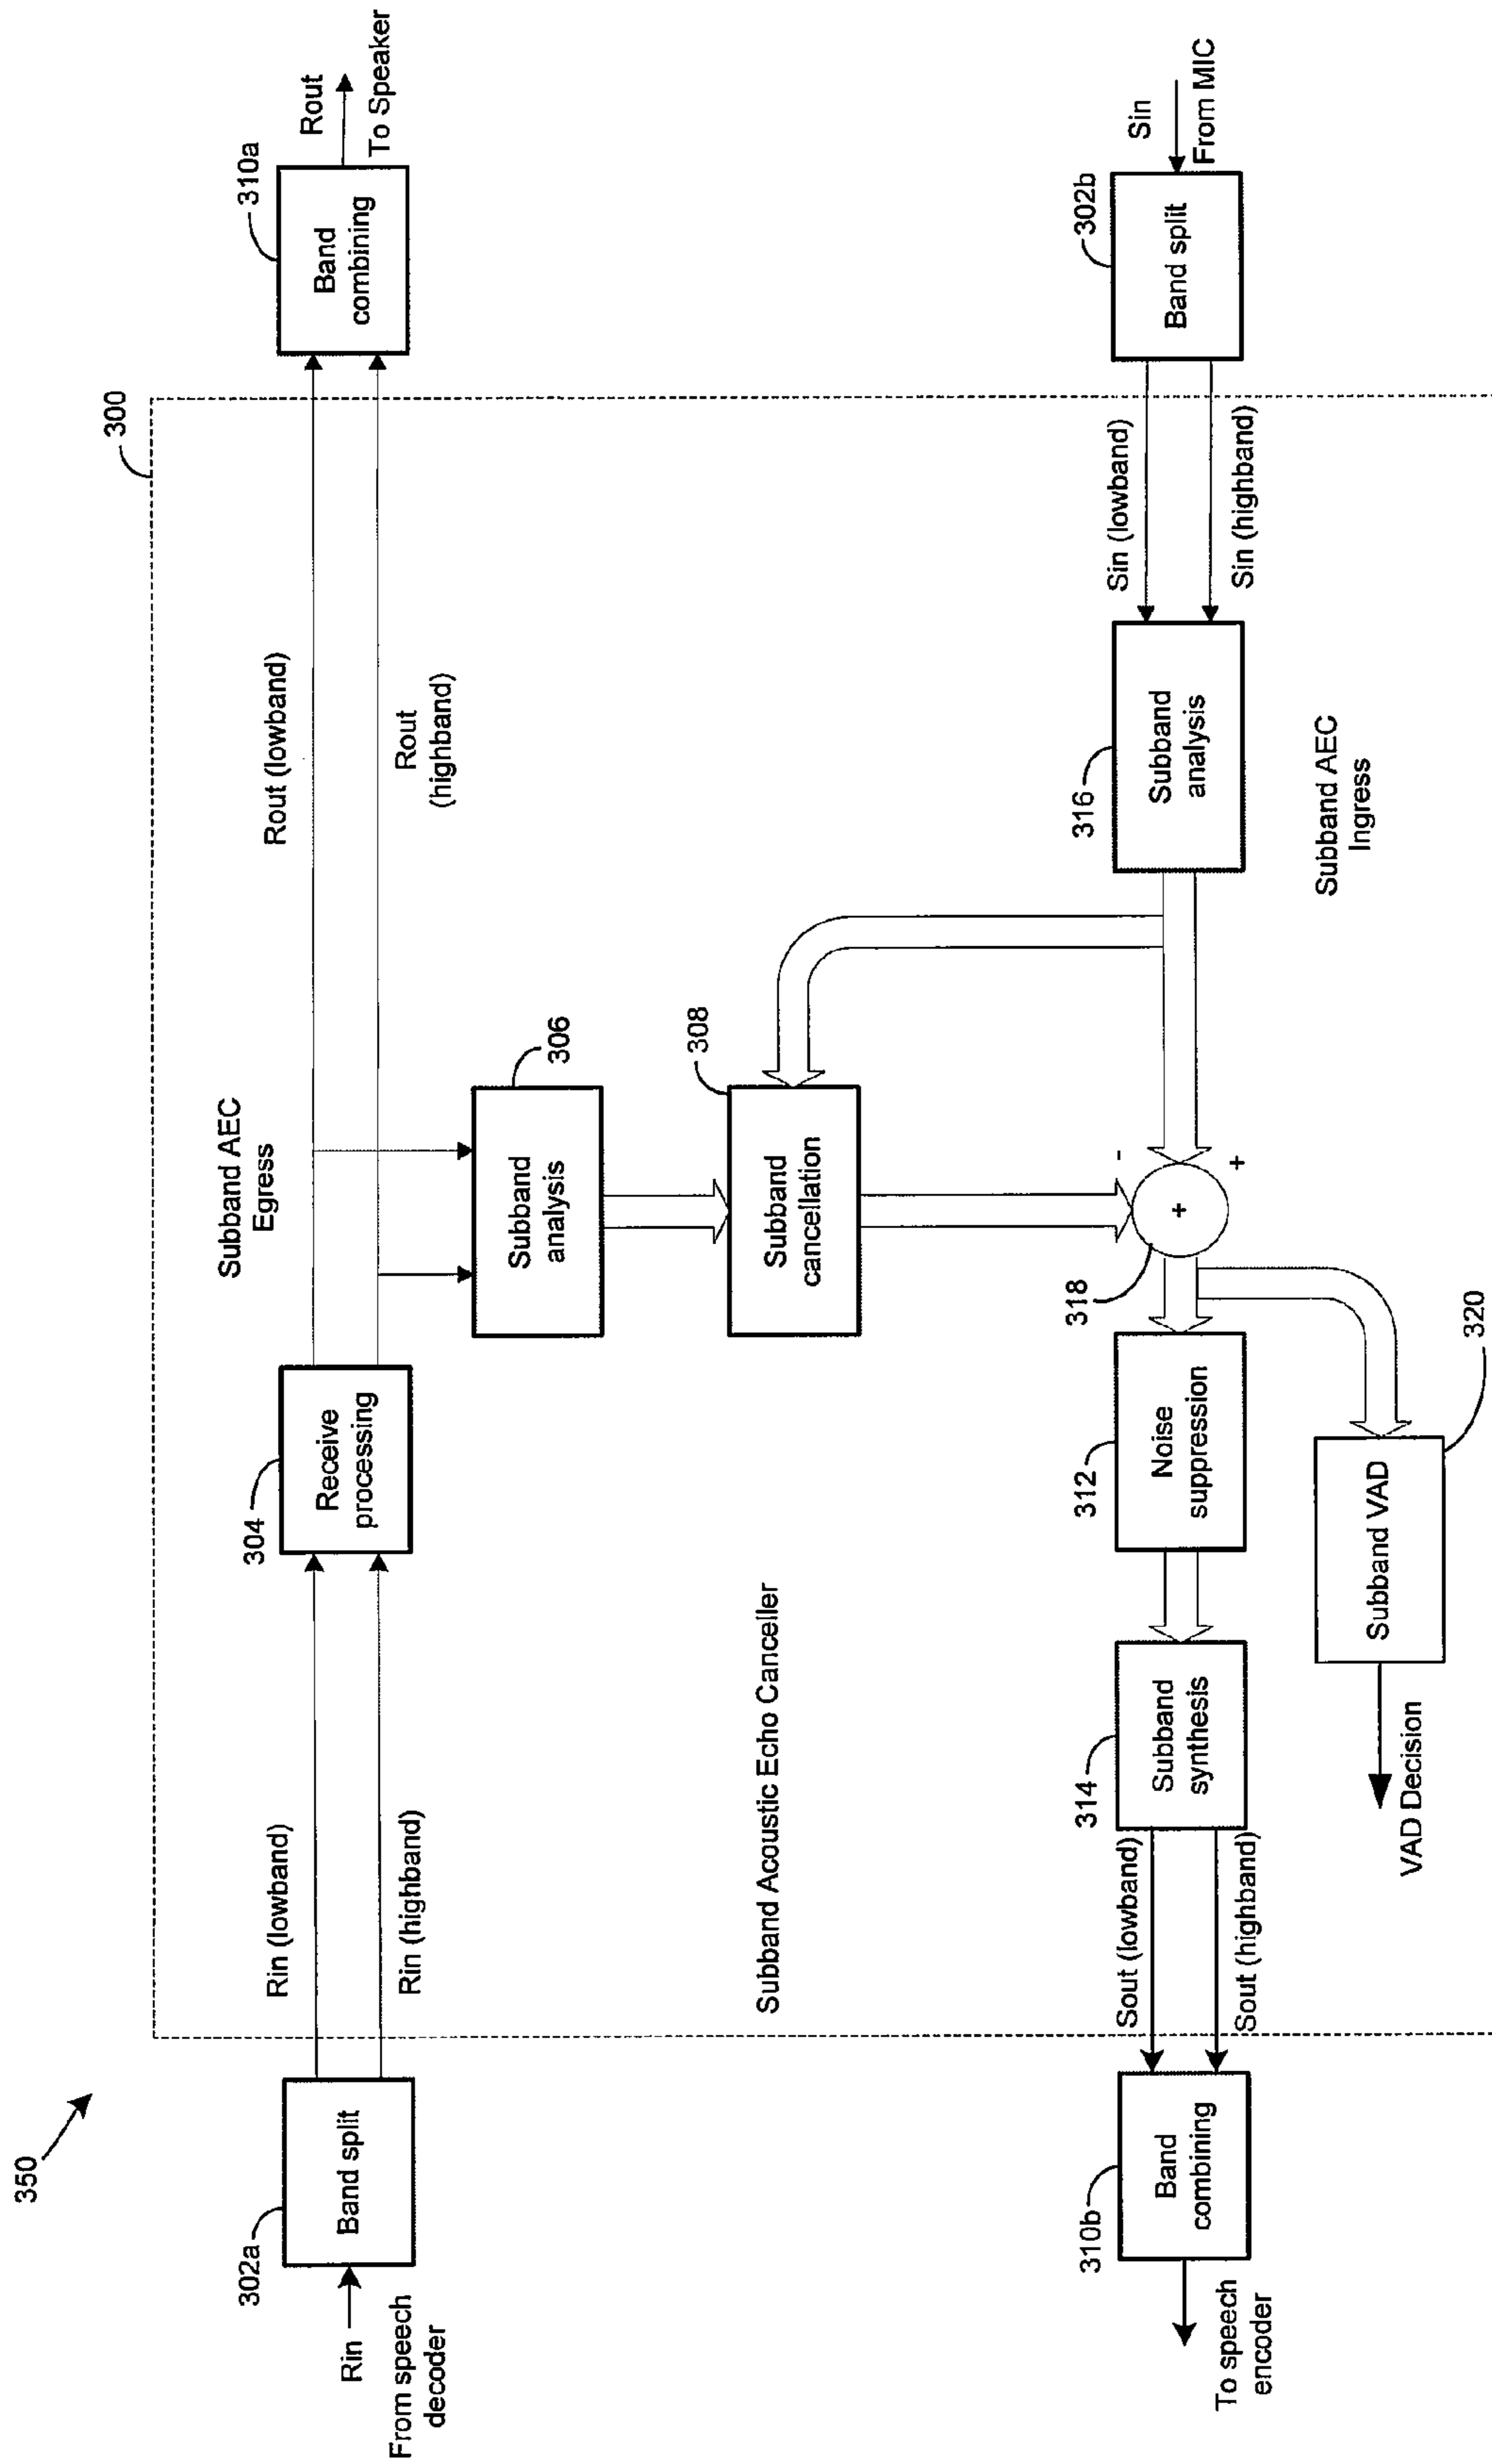 350
300
302a
Band split
Rin
From speech
decoder
Rin (lowband)
Rin (highband)
304
Receive
processing
Subband AEC
Egress
Rout (lowband)
Rout
(highband)
310a
Band
combining
Rout
To Speaker
306
Subband
analysis
308
Subband
cancellation
Subband Acoustic Echo Canceller
310b
Band
combining
To speech
encoder
Sout (lowband)
Sout (highband)
314
Subband
synthesis
312
Noise
suppression
318
+
-
+
316
Subband
analysis
Sin (lowband)
Sin (highband)
302b
Band split
Sin
From MIC
Subband AEC
Ingress
320
Subband VAD
VAD Decision